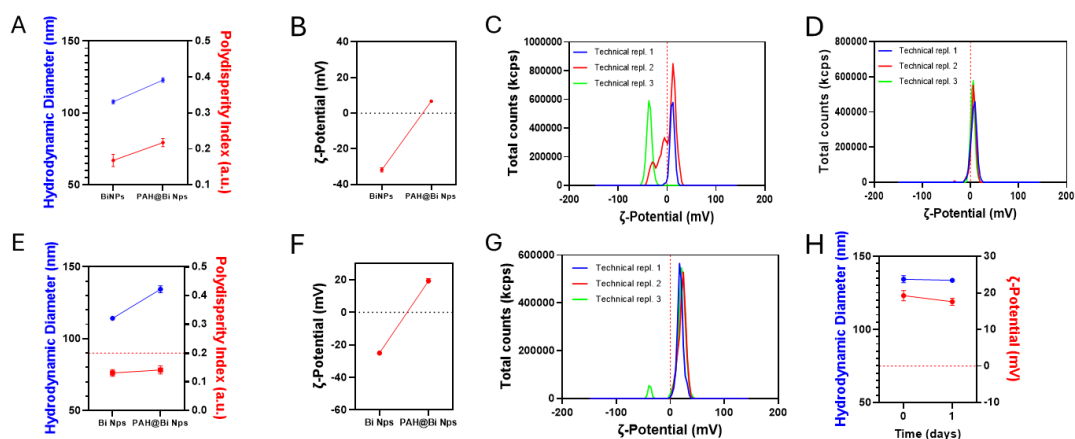 A
B
C
D
Hydrodynamic Diameter (nm)
150
100
50
0.5
0.4
0.3
0.2
0.1
Polydisperity Index (a.u.)
BiNPs
PAH@Bi Nps
ζ-Potential (mV)
40
20
0
-20
-40
BiNPs
PAH@Bi Nps
Total counts (kcps)
1000000
800000
600000
400000
200000
0
Technical repl. 1
Technical repl. 2
Technical repl. 3
-200
-100
0
100
200
ζ-Potential (mV)
Total counts (kcps)
800000
600000
400000
200000
0
Technical repl. 1
Technical repl. 2
Technical repl. 3
-200
-100
0
100
200
ζ-Potential (mV)
E
F
G
H
Hydrodynamic Diameter (nm)
150
100
50
0.5
0.4
0.3
0.2
0.1
0.0
Polydisperity Index (a.u.)
Bi Nps
PAH@Bi Nps
ζ-Potential (mV)
40
20
0
-20
-40
-60
Bi Nps
PAH@Bi Nps
Total counts (kcps)
600000
400000
200000
0
Technical repl. 1
Technical repl. 2
Technical repl. 3
-200
-100
0
100
200
ζ-Potential (mV)
Hydrodynamic Diameter (nm)
150
100
50
30
20
10
0
-10
ζ-Potential (mV)
0
1
Time (days)